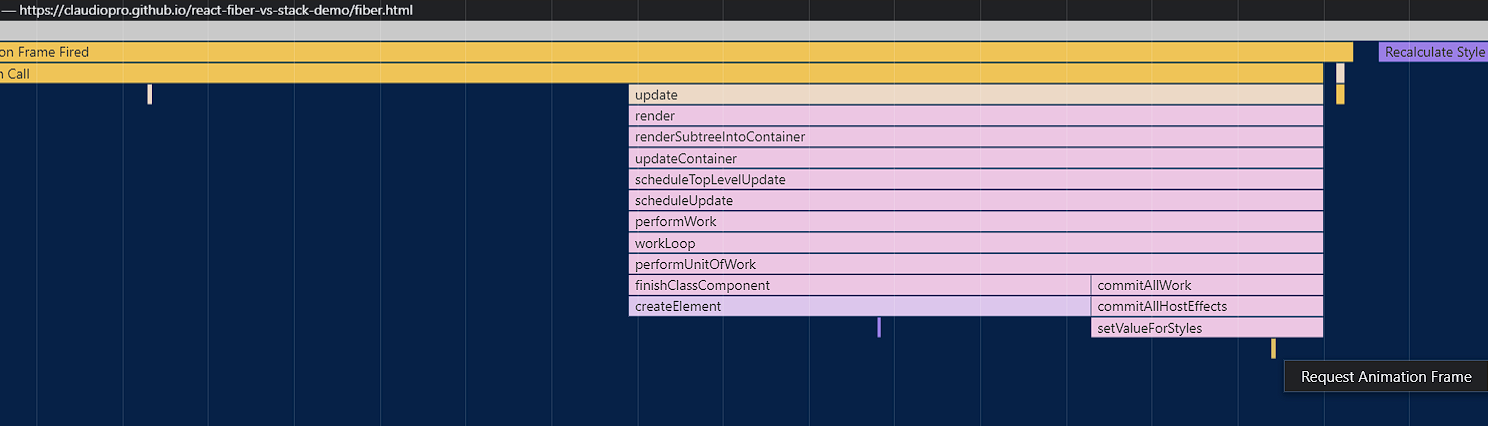 — https://claudiopro.github.io/react-fiber-vs-stack-demo/fiber.html
on Frame Fired
Recalculate Style
n Call
update
render
renderSubtreeIntoContainer
updateContainer
scheduleTopLevelUpdate
scheduleUpdate
performWork
workLoop
performUnitOfWork
finishClassComponent
commitAllWork
createElement
commitAllHostEffects
setValueForStyles
Request Animation Frame